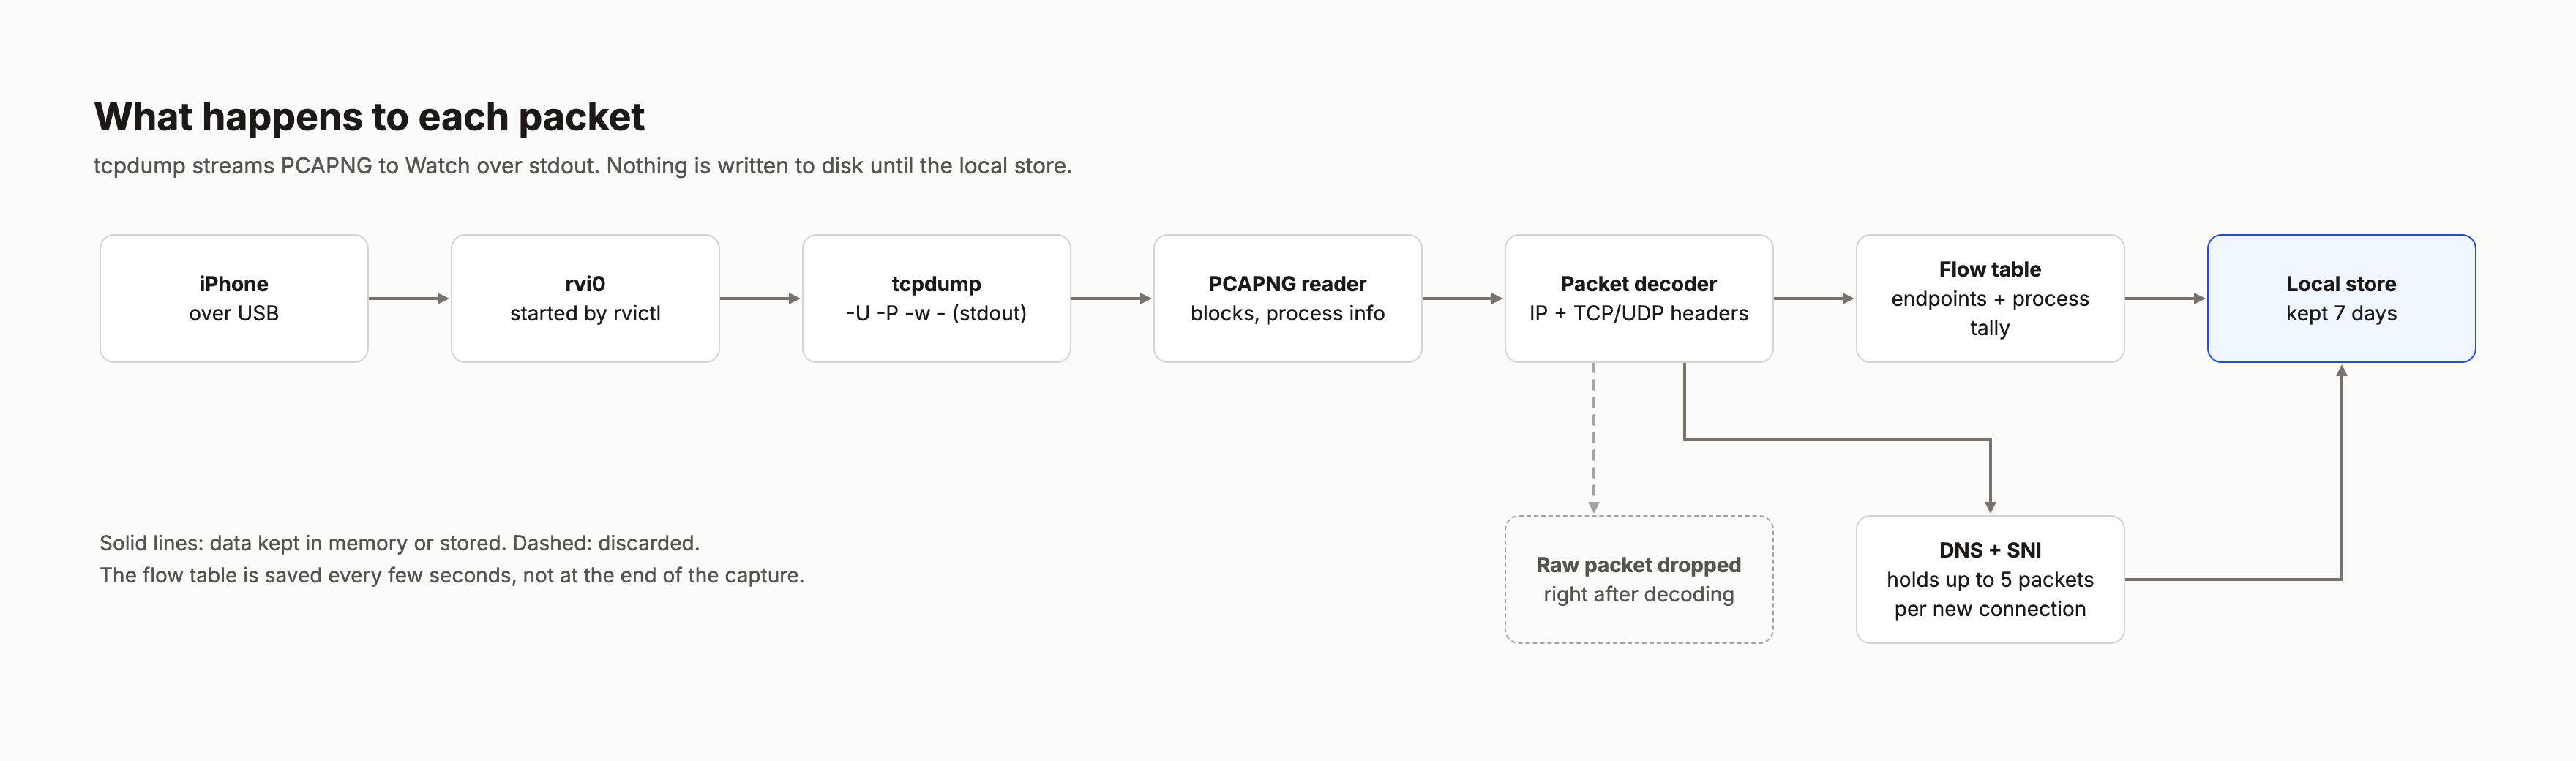 What happens to each packet
tcpdump streams PCAPNG to Watch over stdout. Nothing is written to disk until the local store.
iPhone
over USB
rvi0
started by rvictl
tcpdump
-U -P -w - (stdout)
PCAPNG reader
blocks, process info
Packet decoder
IP + TCP/UDP headers
Flow table
endpoints + process
tally
Local store
kept 7 days
Solid lines: data kept in memory or stored. Dashed: discarded.
The flow table is saved every few seconds, not at the end of the capture.
Raw packet dropped
right after decoding
DNS + SNI
holds up to 5 packets
per new connection